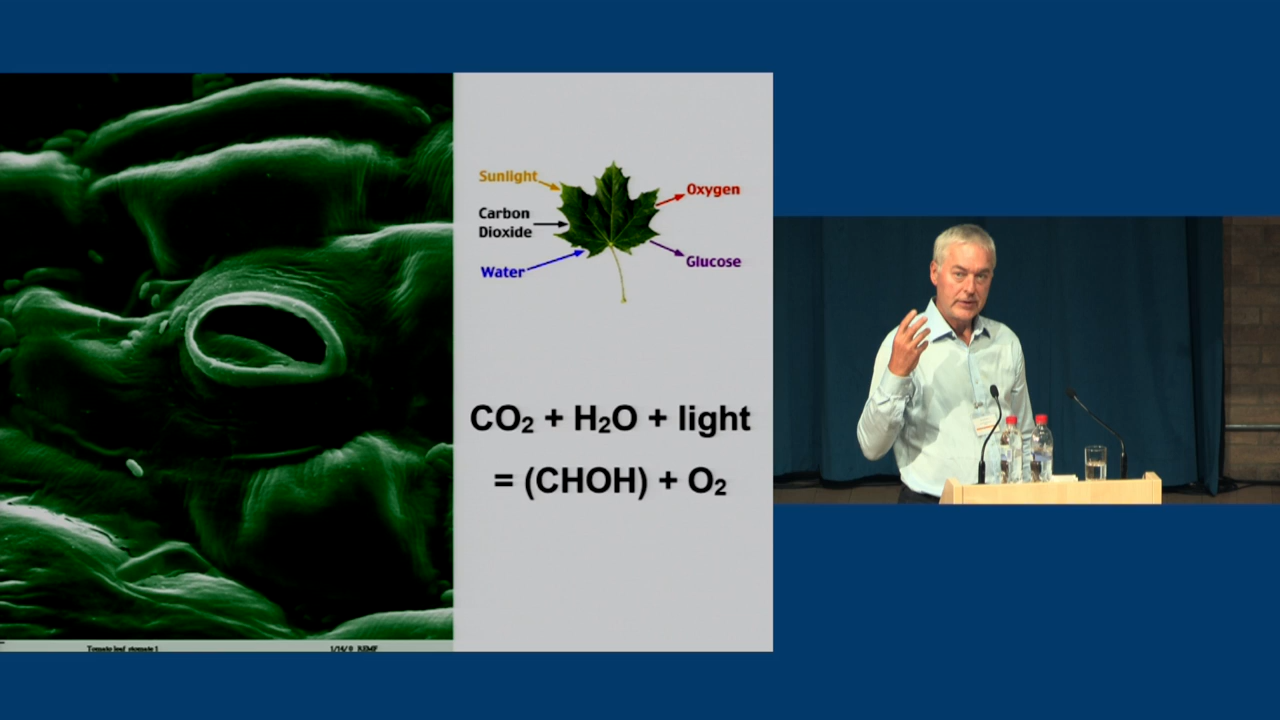 Sunlight
Oxygen
Carbon
Dioxide
Water
Glucose
CO₂ + H₂O + light
= (CHOH) + O₂
Tomato leaf stomate 1